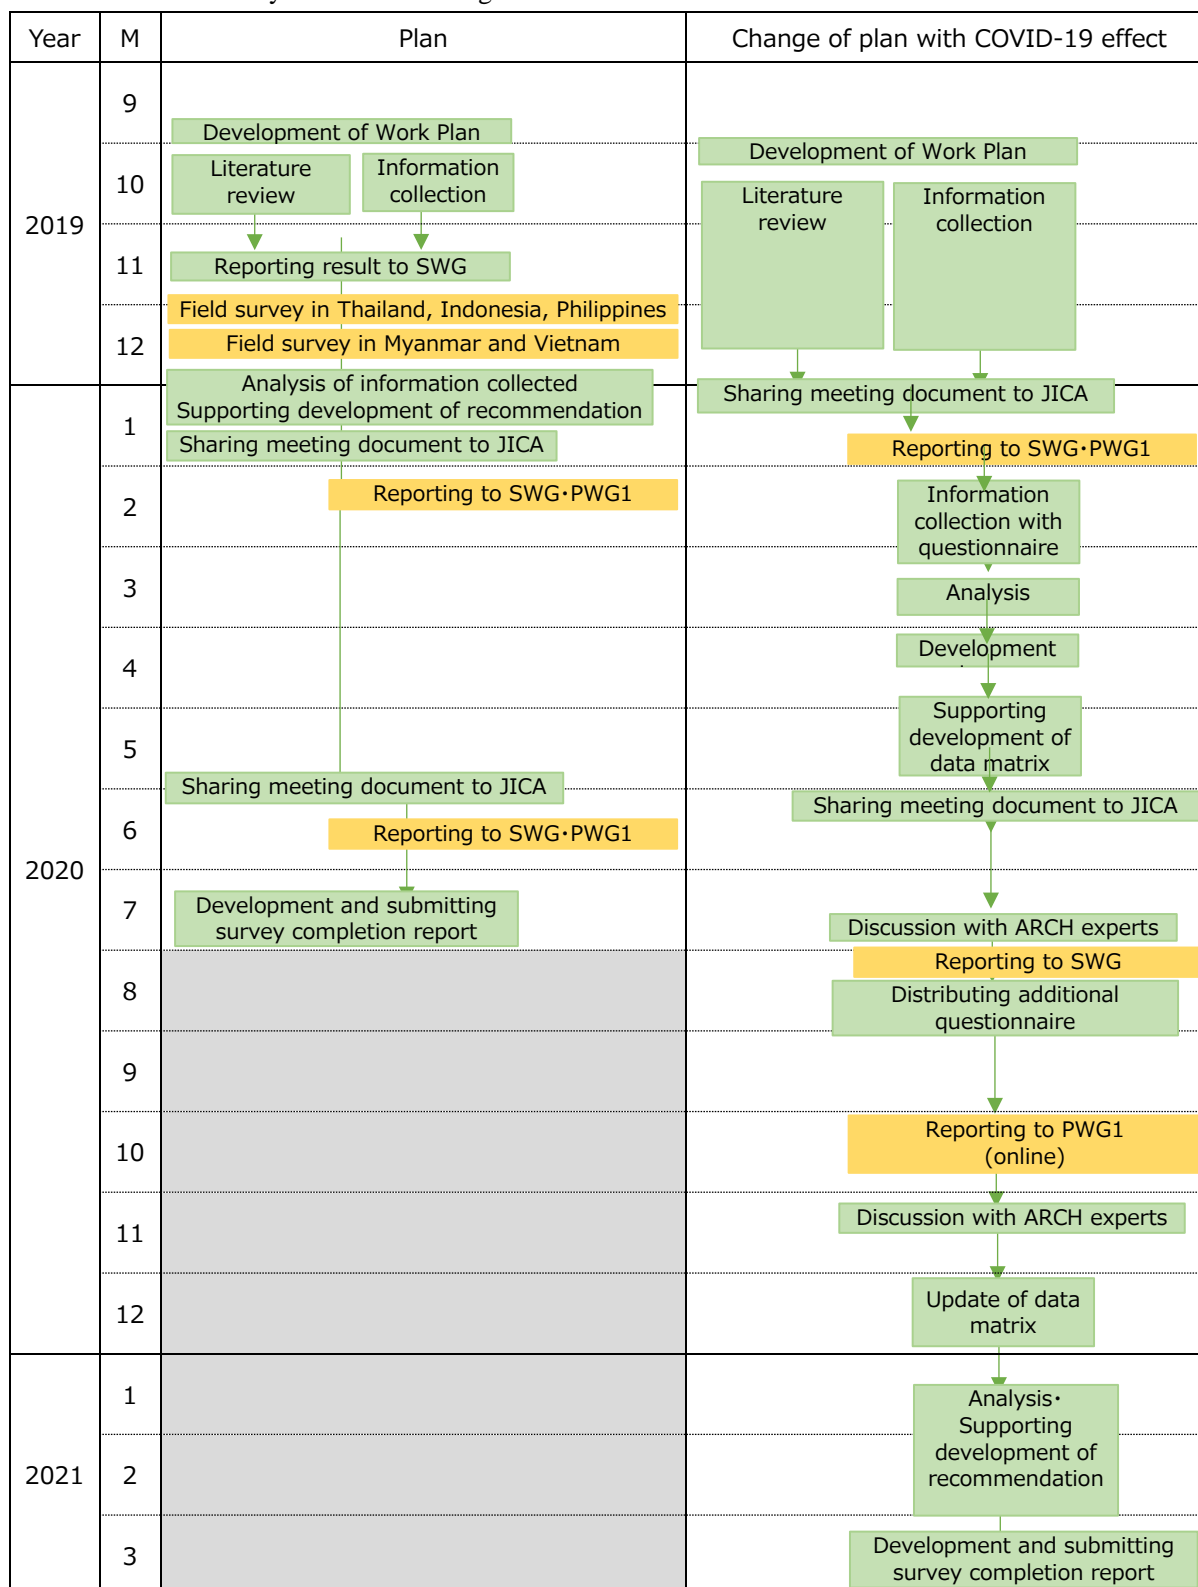 Year
M
Plan
Change of plan with COVID-19 effect
2019
9
10
11
12
Development of Work Plan
Literature
review
Information
collection
Reporting result to SWG
Field survey in Thailand, Indonesia, Philippines
Field survey in Myanmar and Vietnam
Development of Work Plan
Literature
review
Information
collection
2020
1
2
3
4
5
6
7
8
9
10
11
12
Analysis of information collected
Supporting development of recommendation
Sharing meeting document to JICA
Reporting to SWG・PWG1
Sharing meeting document to JICA
Reporting to SWG・PWG1
Development and submitting
survey completion report
Sharing meeting document to JICA
Reporting to SWG・PWG1
Information
collection with
questionnaire
Analysis
Development
Supporting
development of
data matrix
Sharing meeting document to JICA
Discussion with ARCH experts
Reporting to SWG
Distributing additional
questionnaire
Reporting to PWG1
(online)
Discussion with ARCH experts
Update of data
matrix
2021
1
2
3
Analysis・
Supporting
development of
recommendation
Development and submitting
survey completion report